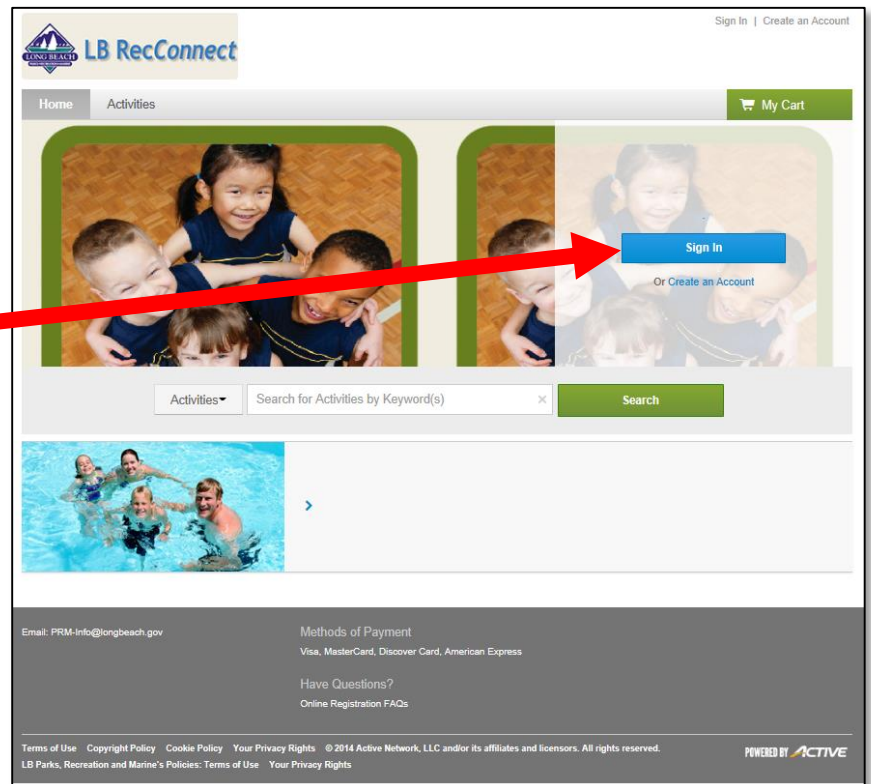 Sign In | Create an Account
LONG BEACH
LB RecConnect
Home Activities My Cart
Sign In
Or Create an Account
Activities Search for Activities by Keyword(s) × Search
Email: PRM-Info@longbeach.gov
Methods of Payment
Visa, MasterCard, Discover Card, American Express
Have Questions?
Online Registration FAQs
Terms of Use Copyright Policy Cookie Policy Your Privacy Rights © 2014 Active Network, LLC and/or its affiliates and licensors. All rights reserved.
LB Parks, Recreation and Marine's Policies: Terms of Use Your Privacy Rights
POWERED BY ACTIVE